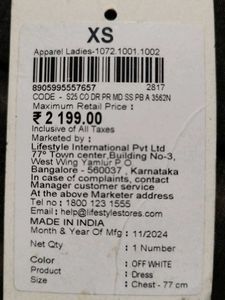 XS
Apparel Ladies-1072.1001.1002
8905995557657 2817
CODE - S25 CO DR PR MD SS PB A 3562N
Maximum Retail Price :
₹ 2 199.00
Inclusive of All Taxes
Marketed by :
Lifestyle International Pvt Ltd
77° Town center,Building No-3,
West Wing Yamlur P O
Bangalore - 560037 , Karnataka
In case of complaints, contact
Manager customer service
At the above Marketer address
Tel no : 1800 123 1555
Email : help@lifestylestores.com
MADE IN INDIA
Month & Year Of Mfg : 11/2024
Net Qty : 1 Number
Color : OFF WHITE
Product : Dress
Size : Chest - 77 cm